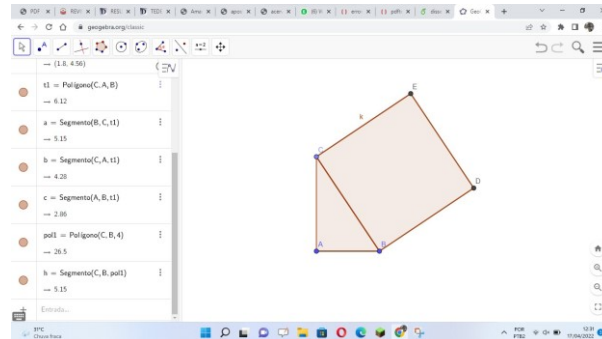 PDF
geogebra.org/classic
→ (1.8, 4.56)
t1 = Polígono(C, A, B)
→ 6.12
a = Segmento(B, C, t1)
→ 5.15
b = Segmento(C, A, t1)
→ 4.28
c = Segmento(A, B, t1)
→ 2.86
pol1 = Polígono(C, B, 4)
→ 26.5
h = Segmento(C, B, pol1)
→ 5.15
Entrada...
E
k
C
D
A
B
31°C
Chuva fraca
POR
PTB2
12:31
11/04/2022